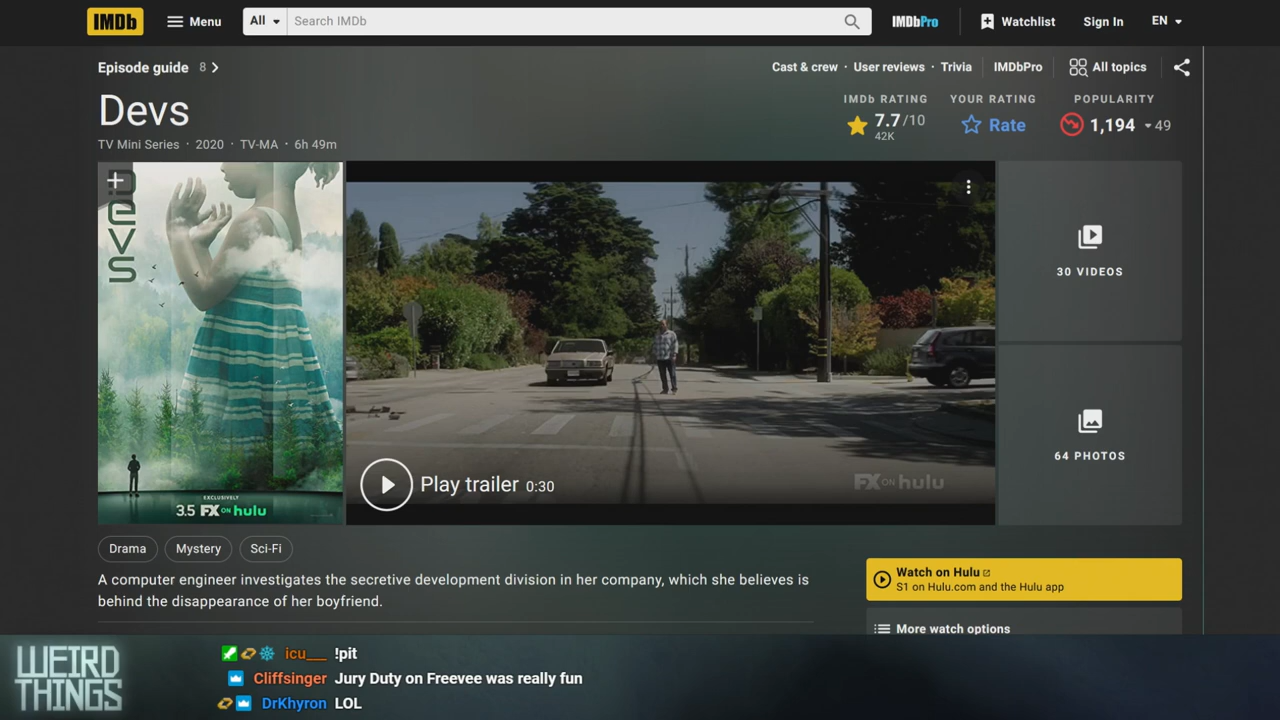 IMDb
Menu
All
Search IMDb
IMDbPro
Watchlist
Sign In
EN
Episode guide 8
Cast & crew · User reviews · Trivia
IMDbPro
All topics
Devs
TV Mini Series · 2020 · TV-MA · 6h 49m
IMDb RATING
7.7/10
42K
YOUR RATING
Rate
POPULARITY
1,194
49
DEVS
EXCLUSIVELY
3.5 FX ON hulu
Play trailer 0:30
FX ON hulu
30 VIDEOS
64 PHOTOS
Drama
Mystery
Sci-Fi
A computer engineer investigates the secretive development division in her company, which she believes is
behind the disappearance of her boyfriend.
Watch on Hulu
S1 on Hulu.com and the Hulu app
More watch options
WEIRD
THINGS
icu___ !pit
Cliffsinger Jury Duty on Freevee was really fun
DrKhyron LOL